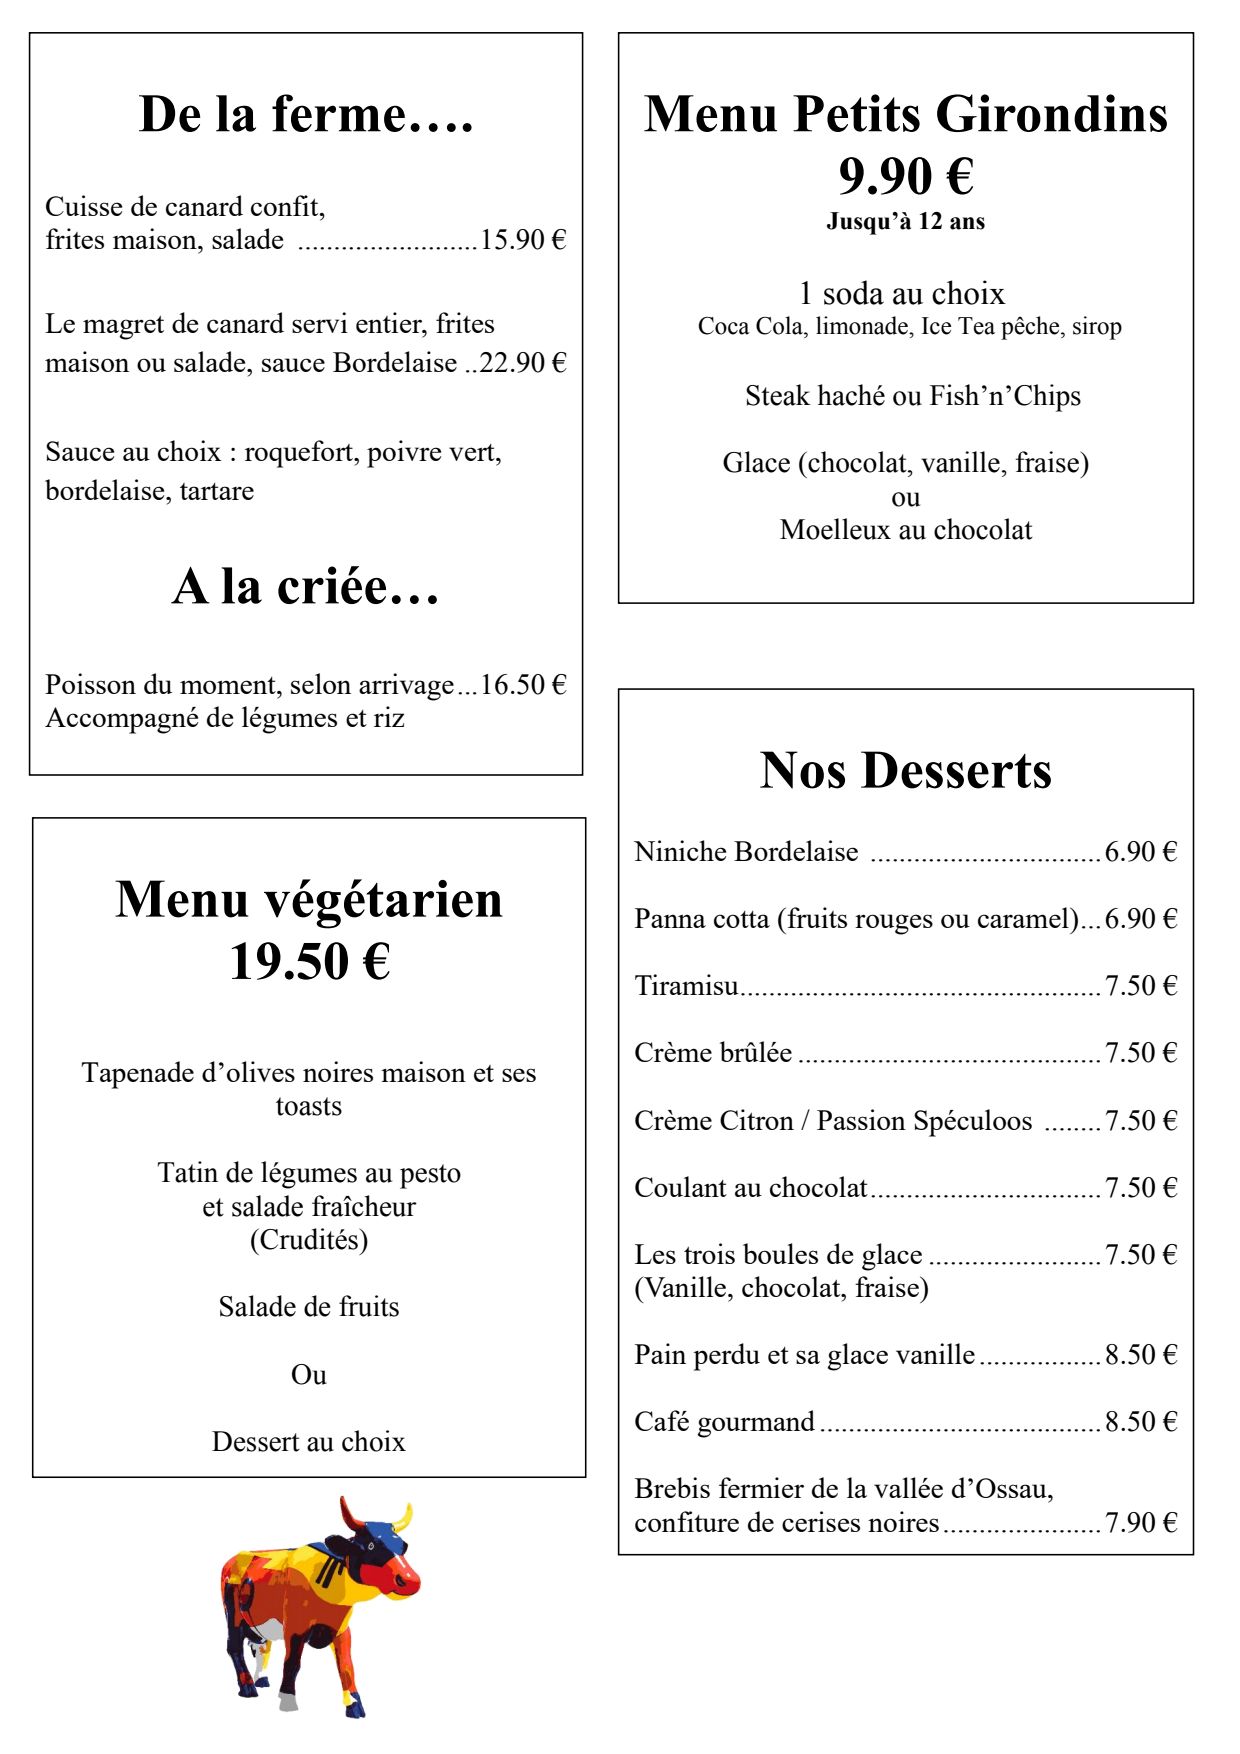 De la ferme….
Cuisse de canard confit,
frites maison, salade .........................15.90 €
Le magret de canard servi entier, frites
maison ou salade, sauce Bordelaise ..22.90 €
Sauce au choix : roquefort, poivre vert,
bordelaise, tartare
A la criée…
Poisson du moment, selon arrivage...16.50 €
Accompagné de légumes et riz
Menu végétarien
19.50 €
Tapenade d’olives noires maison et ses
toasts
Tatin de légumes au pesto
et salade fraîcheur
(Crudités)
Salade de fruits
Ou
Dessert au choix
Menu Petits Girondins
9.90 €
Jusqu’à 12 ans
1 soda au choix
Coca Cola, limonade, Ice Tea pêche, sirop
Steak haché ou Fish’n’Chips
Glace (chocolat, vanille, fraise)
ou
Moelleux au chocolat
Nos Desserts
Niniche Bordelaise ................................6.90 €
Panna cotta (fruits rouges ou caramel)...6.90 €
Tiramisu..................................................7.50 €
Crème brûlée ..........................................7.50 €
Crème Citron / Passion Spéculoos ........7.50 €
Coulant au chocolat................................7.50 €
Les trois boules de glace ........................7.50 €
(Vanille, chocolat, fraise)
Pain perdu et sa glace vanille.................8.50 €
Café gourmand.......................................8.50 €
Brebis fermier de la vallée d’Ossau,
confiture de cerises noires......................7.90 €